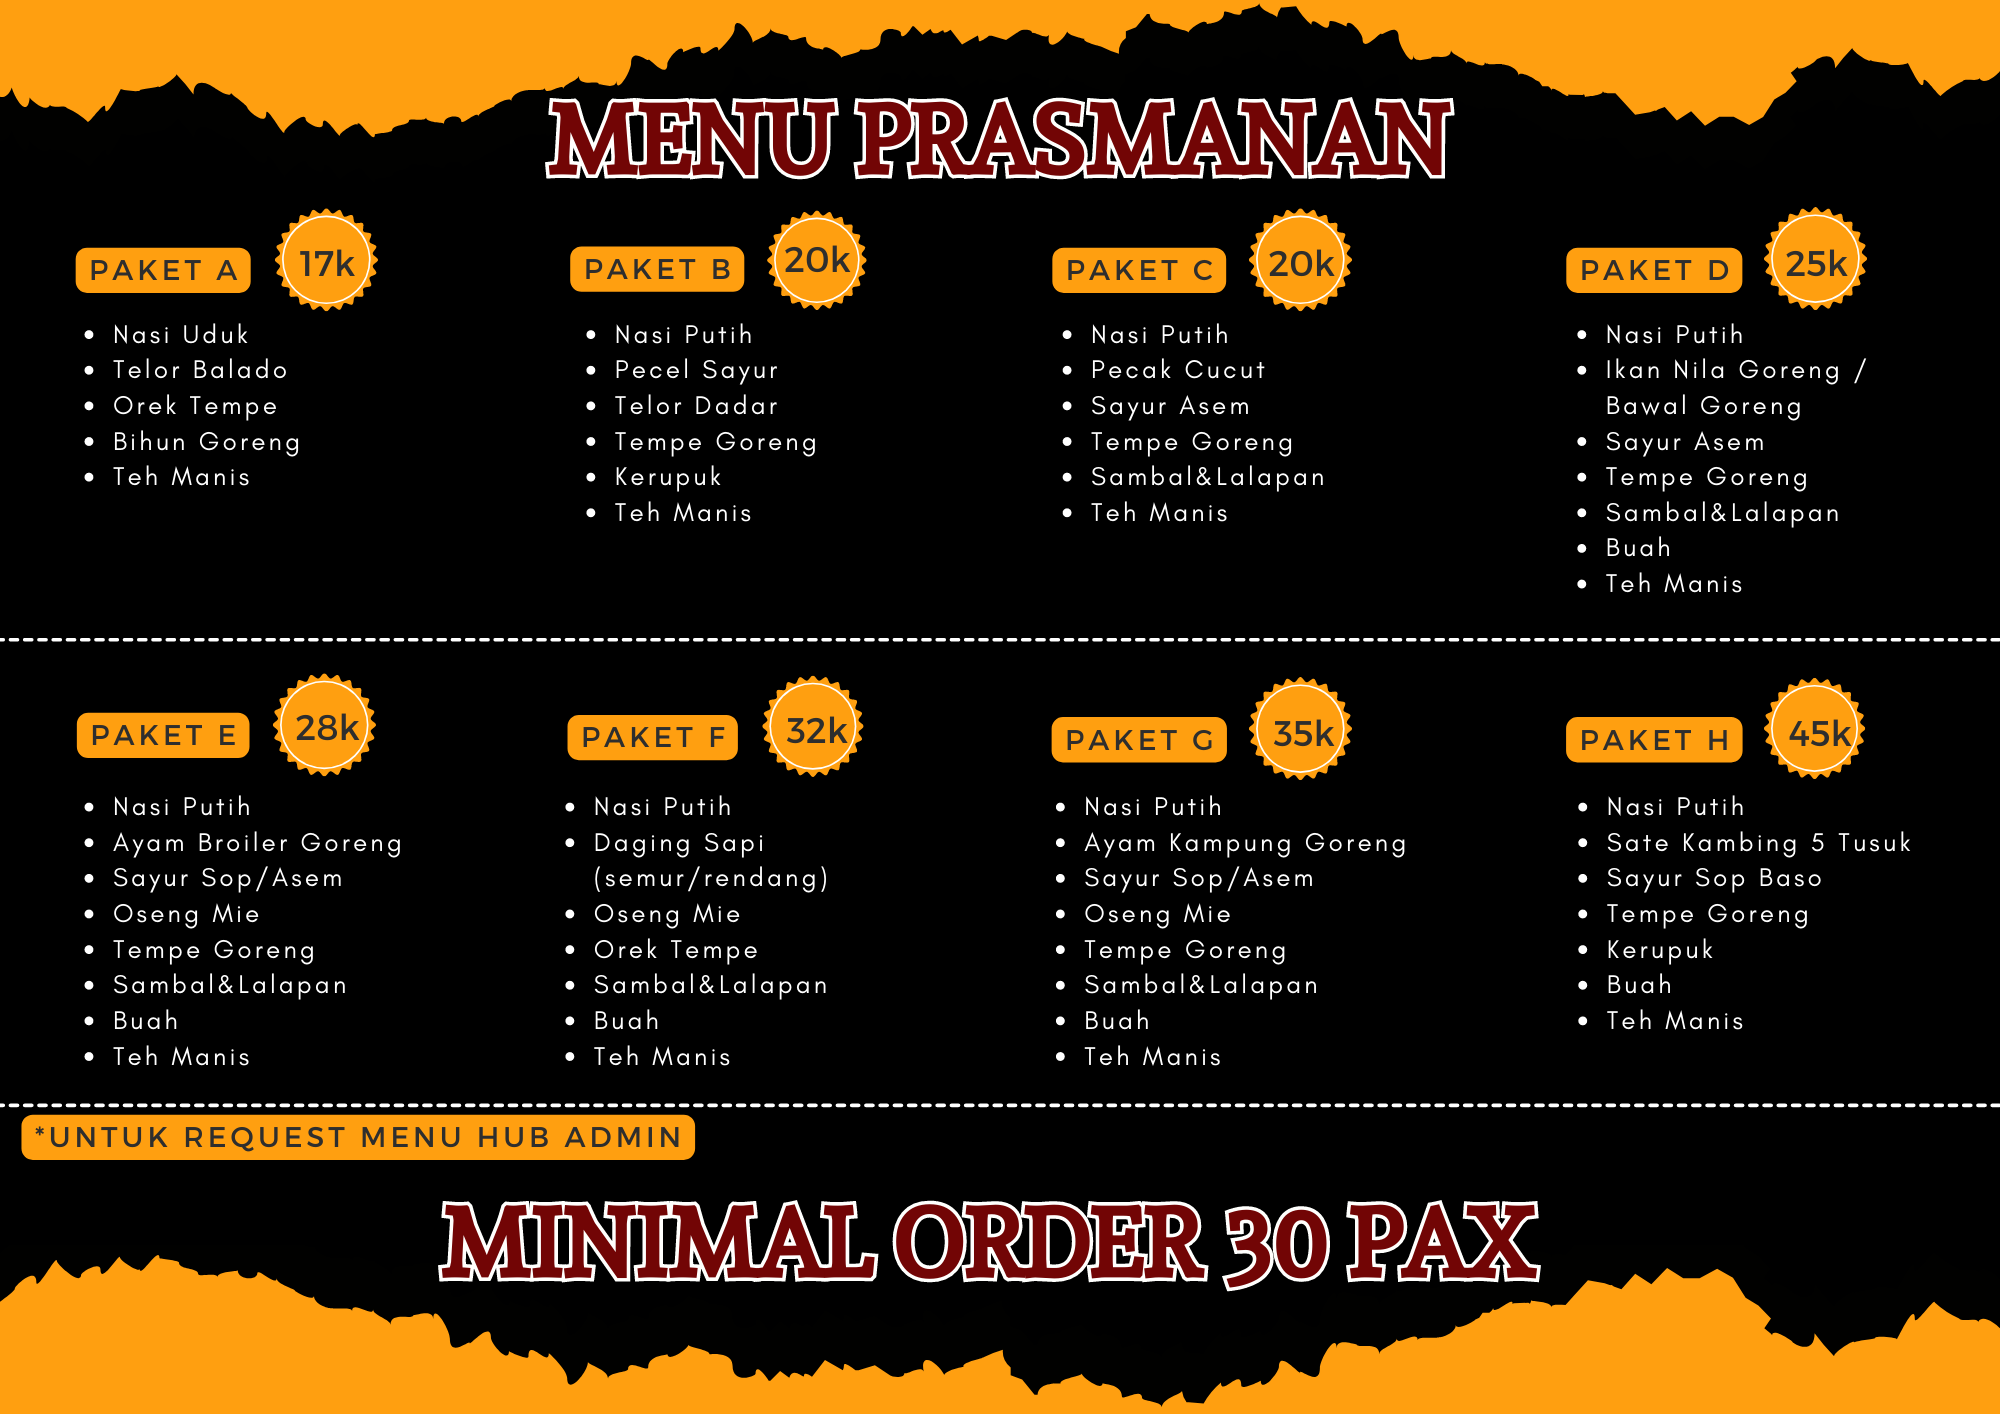 MENU PRASMANAN
PAKET A
17k
Nasi Uduk
Telor Balado
Orek Tempe
Bihun Goreng
Teh Manis
PAKET B
20k
Nasi Putih
Pecel Sayur
Telor Dadar
Tempe Goreng
Kerupuk
Teh Manis
PAKET C
20k
Nasi Putih
Pecak Cucut
Sayur Asem
Tempe Goreng
Sambal&Lalapan
Teh Manis
PAKET D
25k
Nasi Putih
Ikan Nila Goreng /
Bawal Goreng
Sayur Asem
Tempe Goreng
Sambal&Lalapan
Buah
Teh Manis
PAKET E
28k
Nasi Putih
Ayam Broiler Goreng
Sayur Sop/Asem
Oseng Mie
Tempe Goreng
Sambal&Lalapan
Buah
Teh Manis
PAKET F
32k
Nasi Putih
Daging Sapi
(semur/rendang)
Oseng Mie
Orek Tempe
Sambal&Lalapan
Buah
Teh Manis
PAKET G
35k
Nasi Putih
Ayam Kampung Goreng
Sayur Sop/Asem
Oseng Mie
Tempe Goreng
Sambal&Lalapan
Buah
Teh Manis
PAKET H
45k
Nasi Putih
Sate Kambing 5 Tusuk
Sayur Sop Baso
Tempe Goreng
Kerupuk
Buah
Teh Manis
*UNTUK REQUEST MENU HUB ADMIN
MINIMAL ORDER 30 PAX